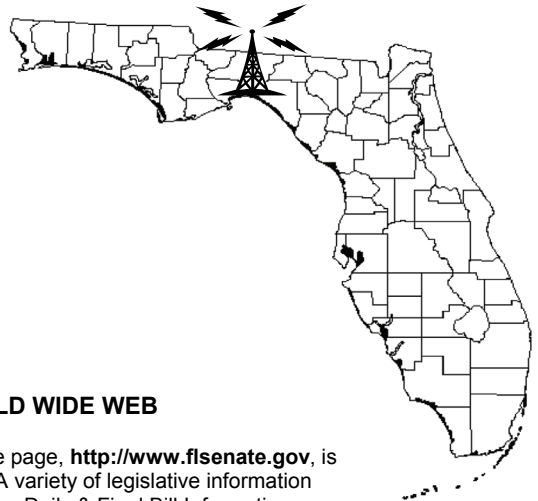 LD WIDE WEB
e page, http://www.flsenate.gov, is
A variety of legislative information